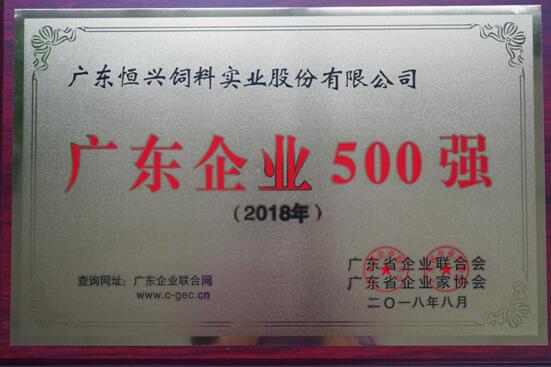 广东恒兴饲料实业股份有限公司
广东企业500强
（2018年）
广东省企业联合会
查询网址：广东企业联合网
广东省企业家协会
www.c-gec.cn
二〇一八年八月